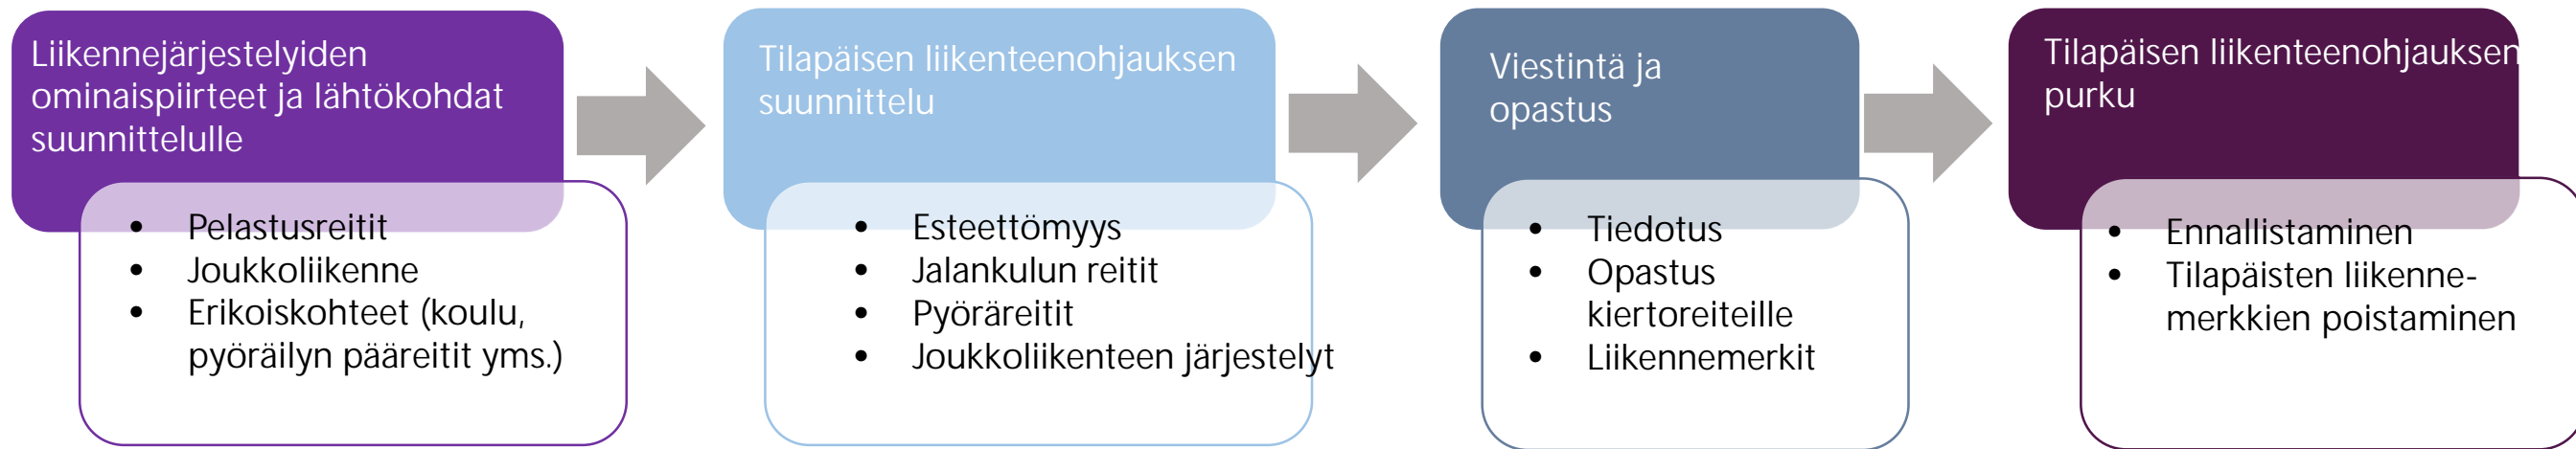 Liikennejärjestelyiden
ominaispiirteet ja lähtökohdat
suunnittelulle
• Pelastusreitit
• Joukkoliikenne
• Erikoiskohteet (koulu,
pyöräilyn pääreitit yms.)
Tilapäisen liikenteenohjauksen
suunnittelu
• Esteettömyys
• Jalankulun reitit
• Pyöräreitit
• Joukkoliikenteen järjestelyt
Viestintä ja
opastus
• Tiedotus
• Opastus
kiertoreiteille
• Liikennemerkit
Tilapäisen liikenteenohjauksen
purku
• Ennallistaminen
• Tilapäisten liikenne-
merkkien poistaminen